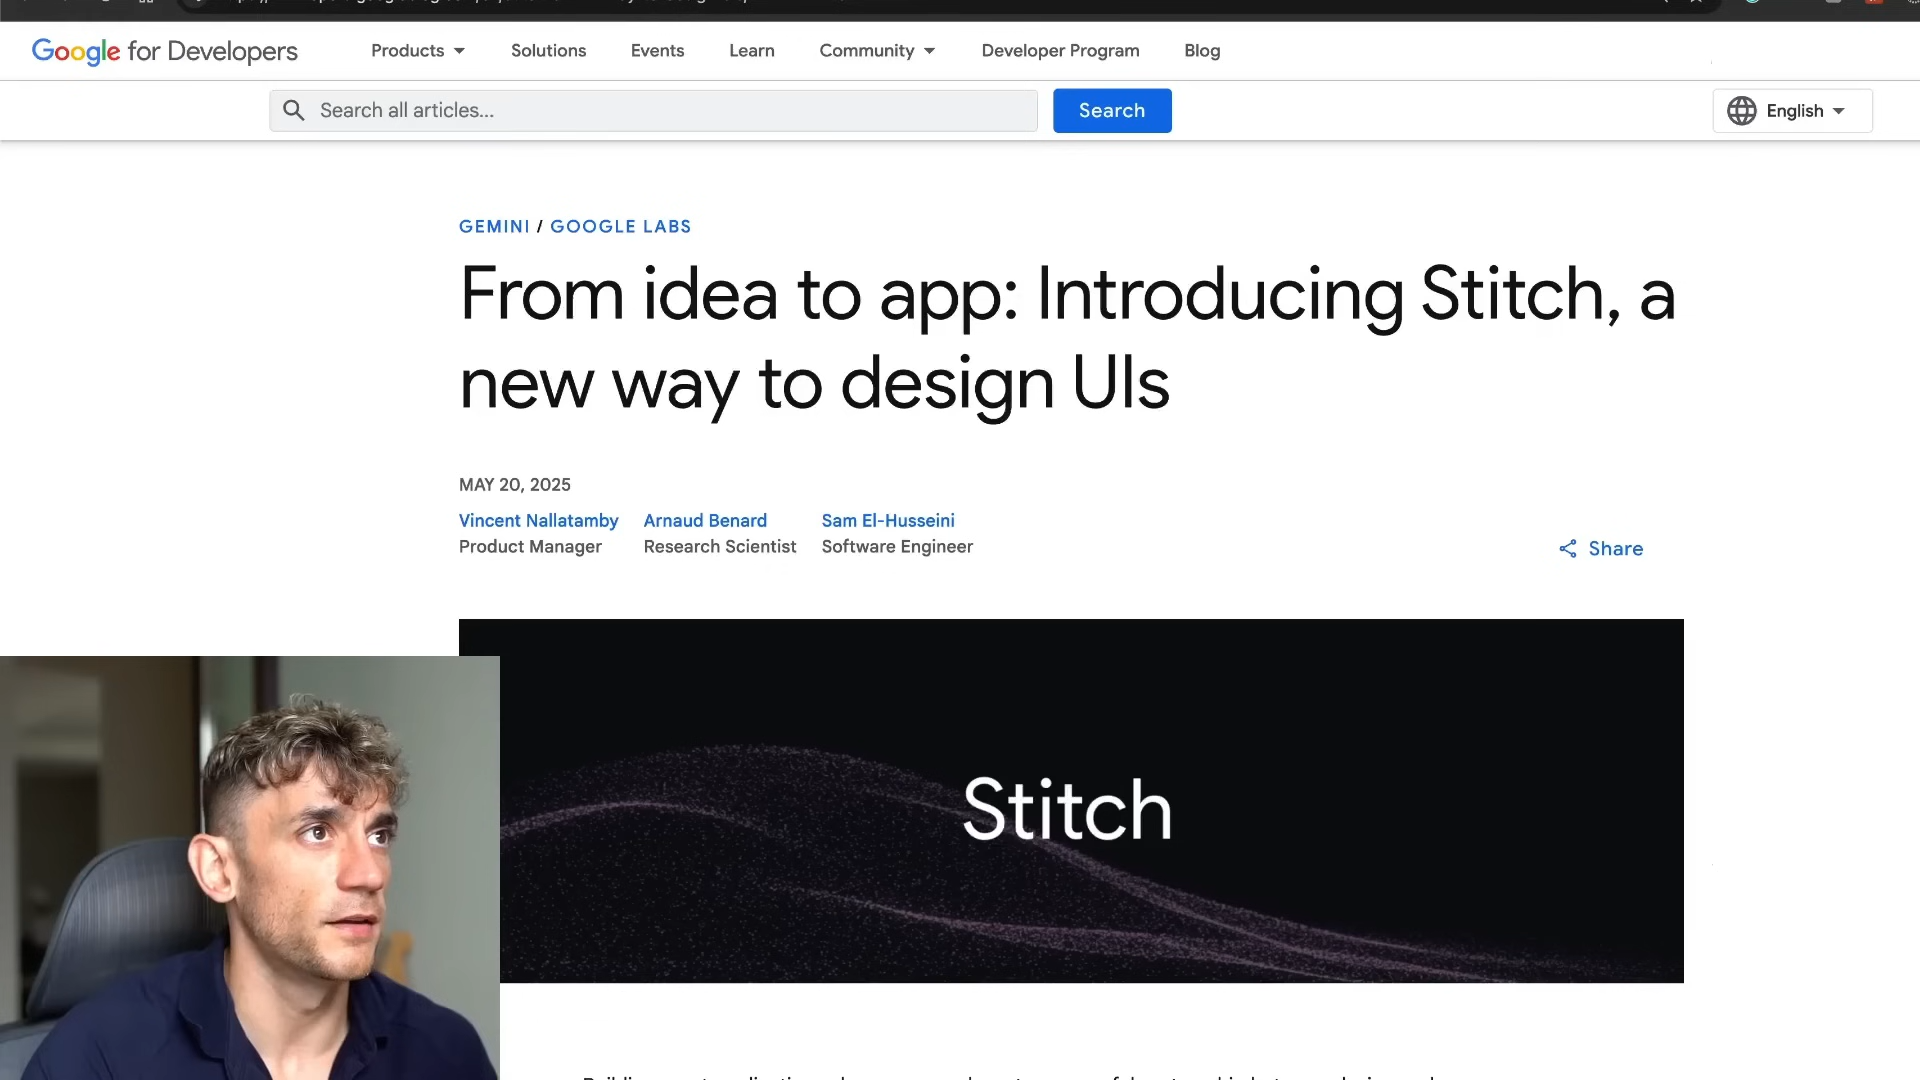 Google for Developers
Products
Solutions
Events
Learn
Community
Developer Program
Blog
Search all articles...
Search
English
GEMINI / GOOGLE LABS
From idea to app: Introducing Stitch, a
new way to design UIs
MAY 20, 2025
Vincent Nallatamby
Product Manager
Arnaud Benard
Research Scientist
Sam El-Husseini
Software Engineer
Share
Stitch